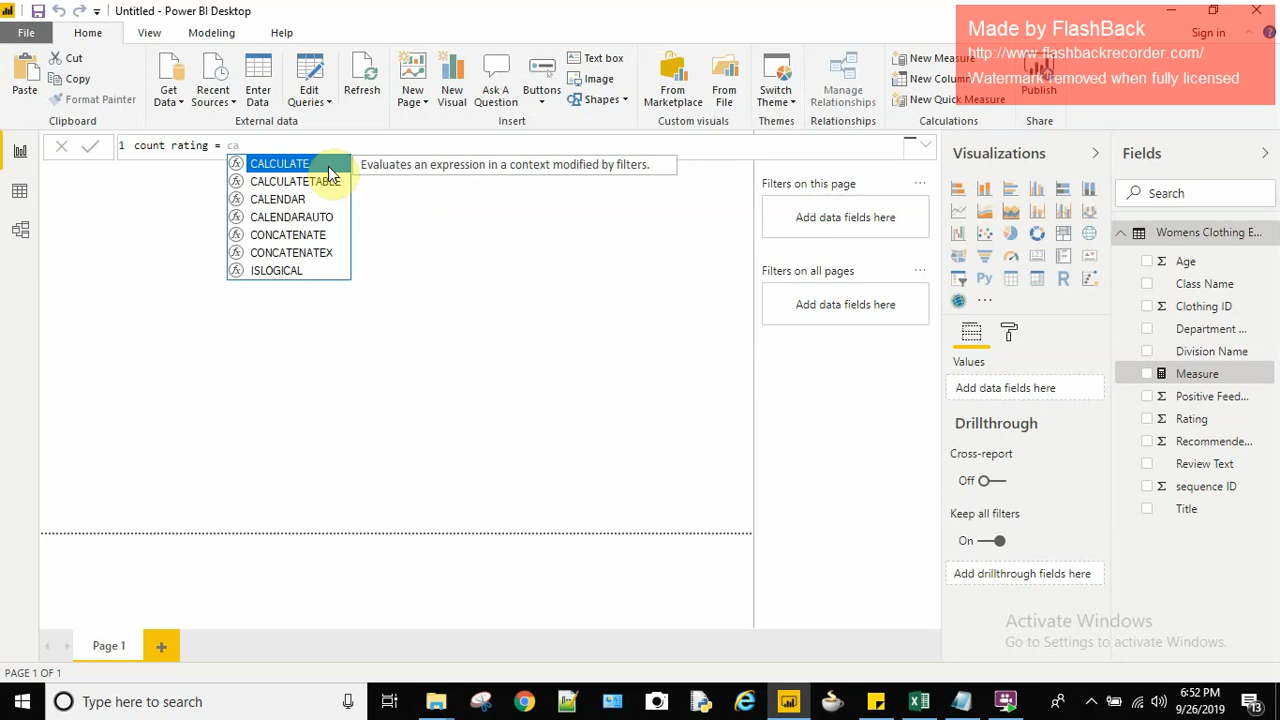 Untitled - Power BI Desktop
Made by FlashBack
http://www.flashbackrecorder.com/
Watermark removed when fully licensed
Sign in
File
Home
View
Modeling
Help
Paste
Cut
Copy
Format Painter
Clipboard
Get
Data
Recent
Sources
Enter
Data
Edit
Queries
Refresh
External data
New
Page
New
Visual
Ask A
Question
Buttons
Text box
Image
Shapes
Insert
From
Marketplace
From
File
Custom visuals
Switch
Theme
Themes
Manage
Relationships
Relationships
New Measure
New Column
New Quick Measure
Calculations
Publish
Share
1 count rating = ca
CALCULATE
Evaluates an expression in a context modified by filters.
CALCULATETABLE
CALENDAR
CALENDARAUTO
CONCATENATE
CONCATENATEX
ISLOGICAL
Filters on this page
...
Add data fields here
Filters on all pages
...
Add data fields here
Visualizations
R
Py
...
Values
Add data fields here
Drillthrough
Cross-report
Off
Keep all filters
On
Add drillthrough fields here
Fields
Search
Womens Clothing E...
Age
Class Name
Clothing ID
Department ...
Division Name
Measure
Positive Feed...
Rating
Recommende...
Review Text
sequence ID
Title
Activate Windows
Go to Settings to activate Windows.
Page 1
PAGE 1 OF 1
Type here to search
6:52 PM
9/26/2019
13